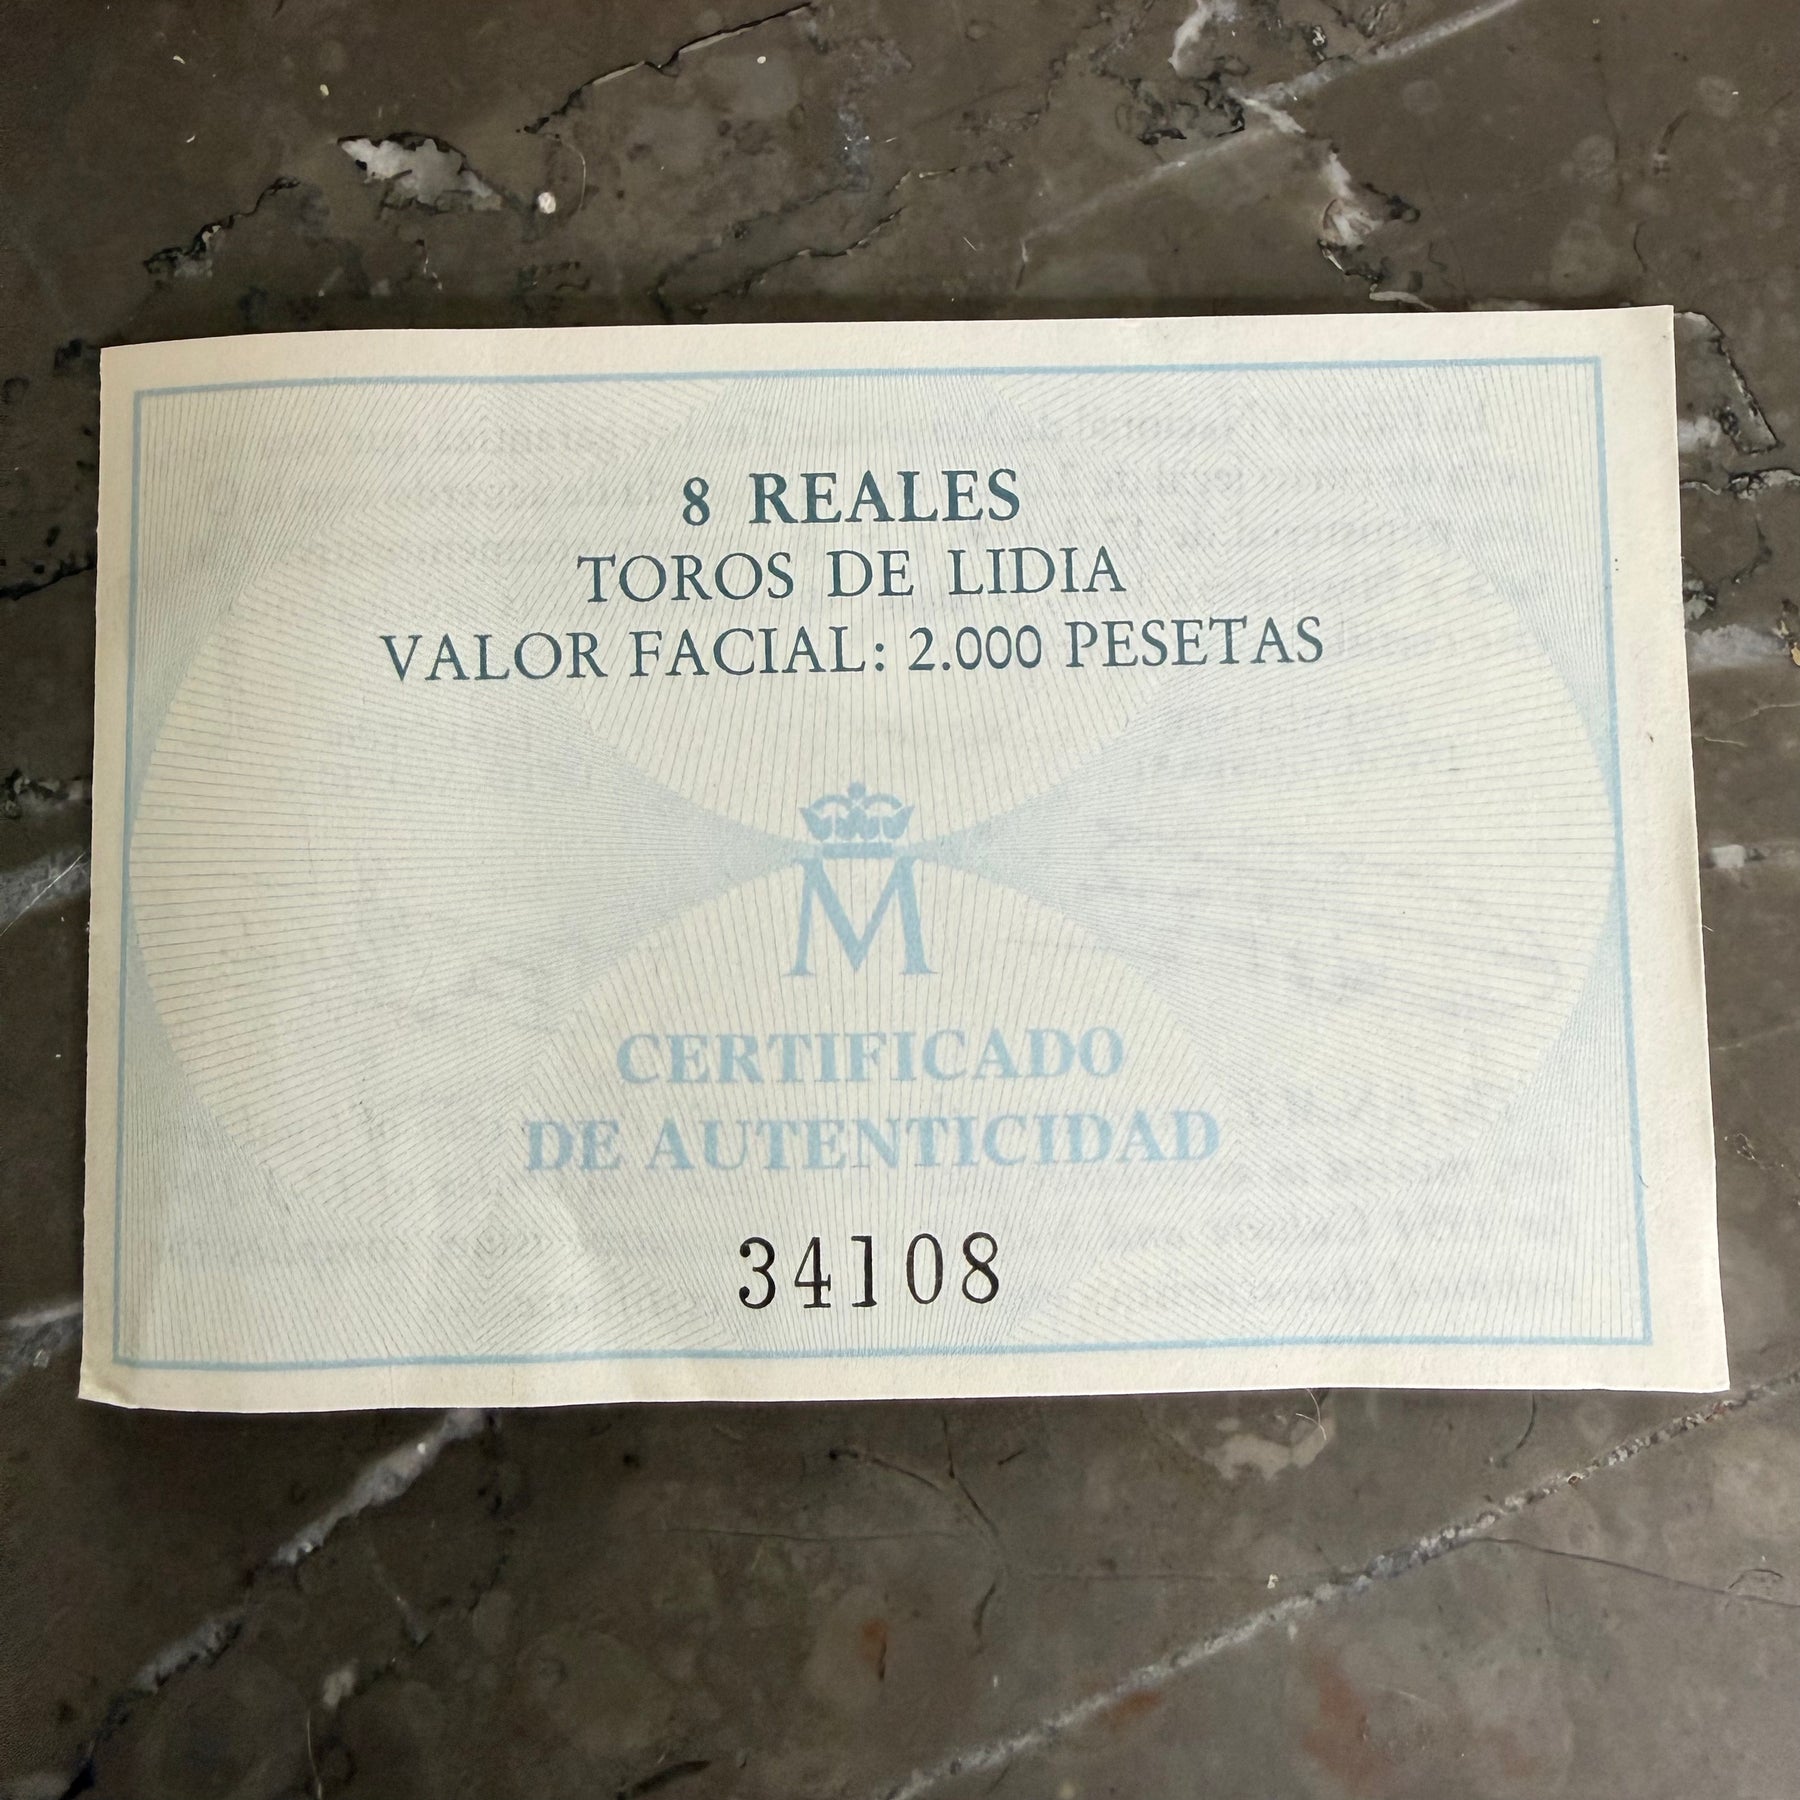 8 REALES
TOROS DE LIDIA
VALOR FACIAL: 2.000 PESETAS
M
CERTIFICADO
DE AUTENTICIDAD
34108